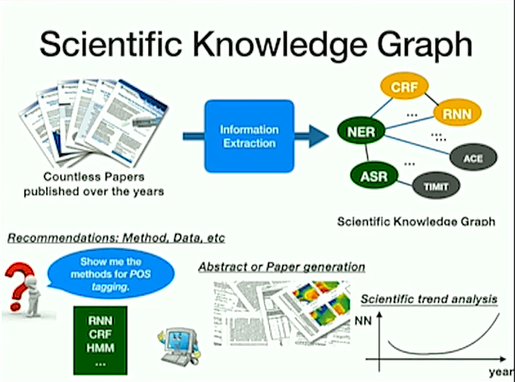 Scientific Knowledge Graph
Countless Papers
published over the years
Information
Extraction
CRF
RNN
NER
ACE
ASR
TIMIT
...
...
...
Scientific Knowledge Graph
Recommendations: Method, Data, etc
Show me the
methods for POS
tagging.
RNN
CRF
HMM
...
Abstract or Paper generation
Scientific trend analysis
NN
year